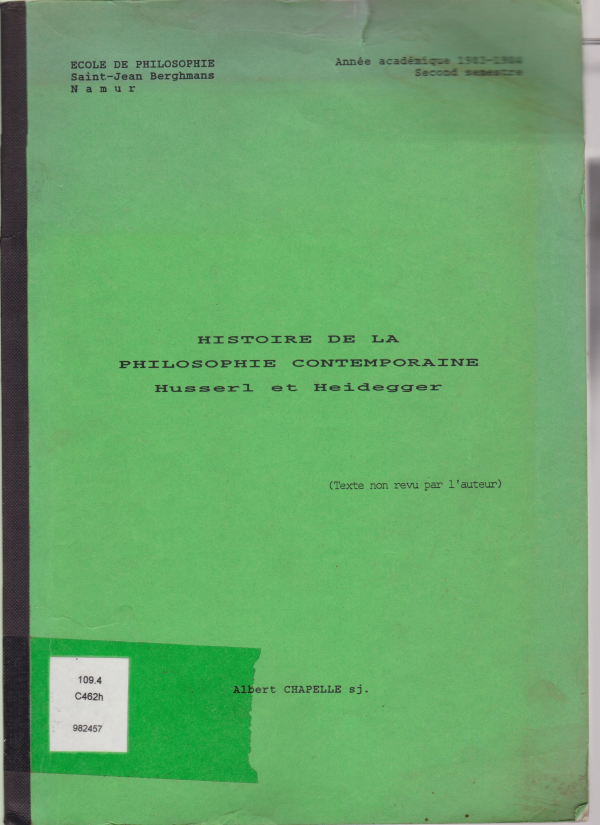 ECOLE DE PHILOSOPHIE
Saint-Jean Berghmans
N a m u r
Année académique 1983-1984
Second semestre
HISTOIRE DE LA
PHILOSOPHIE CONTEMPORAINE
Husserl et Heidegger
(Texte non revu par l'auteur)
Albert CHAPELLE sj.
109.4
C462h
982457